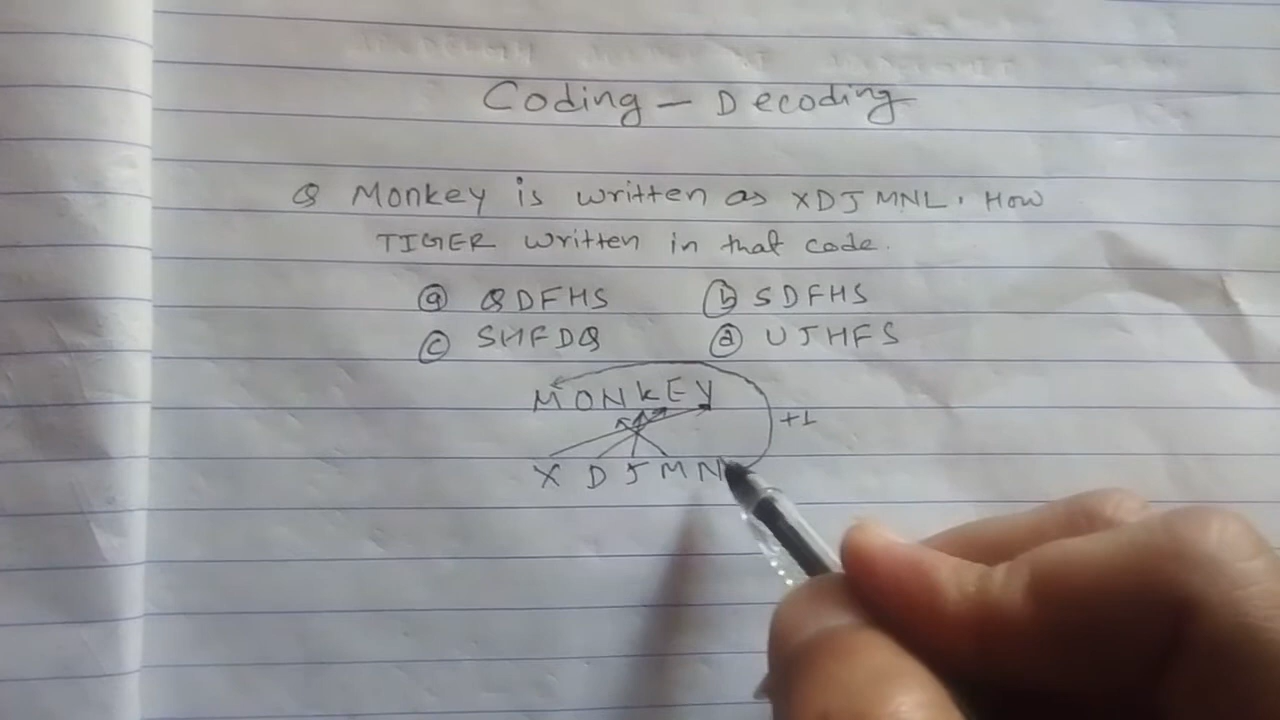 Coding - Decoding
Q Monkey is written as XDJMNL. How
TIGER written in that code.
(a) QDFHS (b) SDFHS
(c) SHFDQ (d) UJHFS
MONKEY
+1
XDJMN